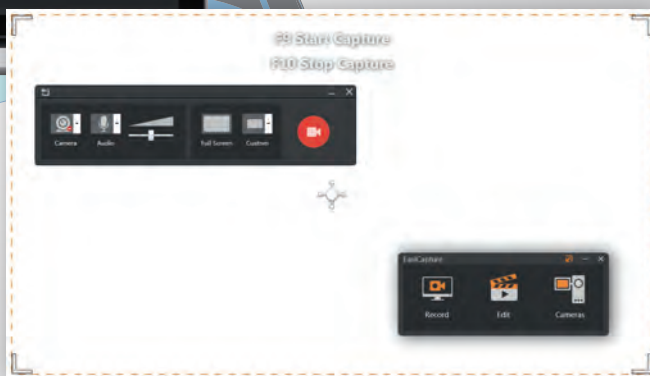 F9 Start Capture
F10 Stop Capture
Camera
Audio
Full Screen
Custom
EasiCapture
Record
Edit
Cameras